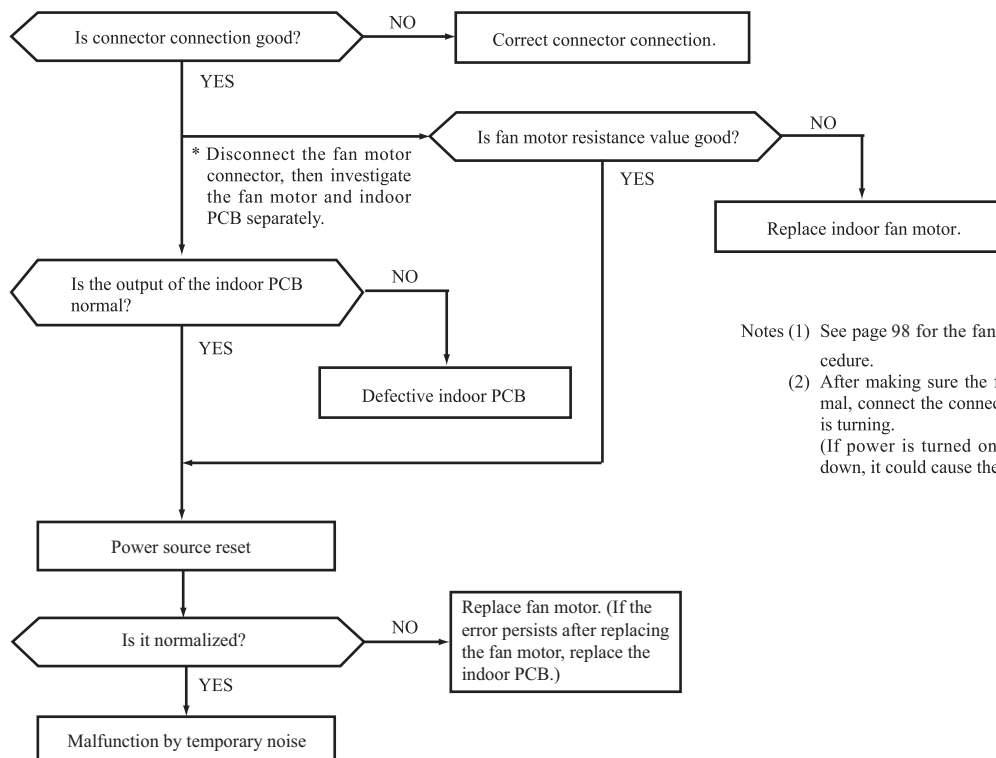 Is connector connection good?
NO
Correct connector connection.
YES
Is fan motor resistance value good?
NO
* Disconnect the fan motor
connector, then investigate
the fan motor and indoor
PCB separately.
YES
Replace indoor fan motor.
Is the output of the indoor PCB
normal?
NO
YES
Defective indoor PCB
Notes (1) See page 98 for the fan
cedure.
(2) After making sure the
mal, connect the
is turning.
(If power is turned on
down, it could cause the
Power source reset
Is it normalized?
NO
Replace fan motor. (If the
error persists after replacing
the fan motor, replace the
indoor PCB.)
YES
Malfunction by temporary noise